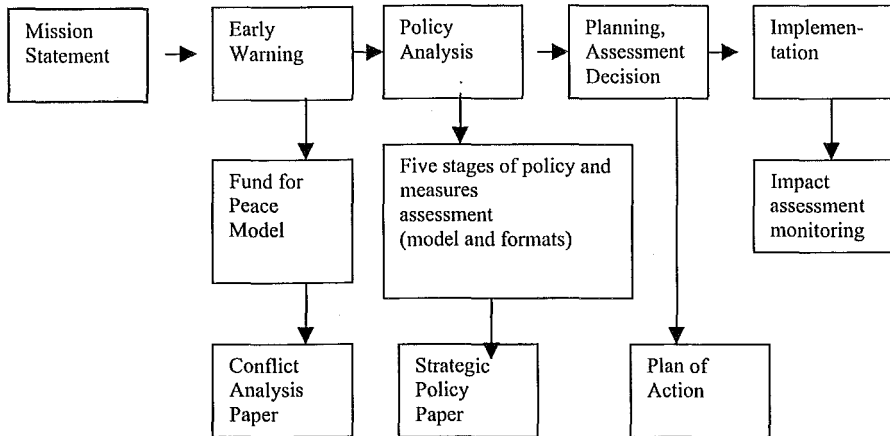 Mission
Statement
Early
Warning
Policy
Analysis
Planning,
Assessment
Decision
Implemen-
tation
Fund for
Peace
Model
Five stages of policy and
measures
assessment
(model and formats)
Impact
assessment
monitoring
Conflict
Analysis
Paper
Strategic
Policy
Paper
Plan of
Action